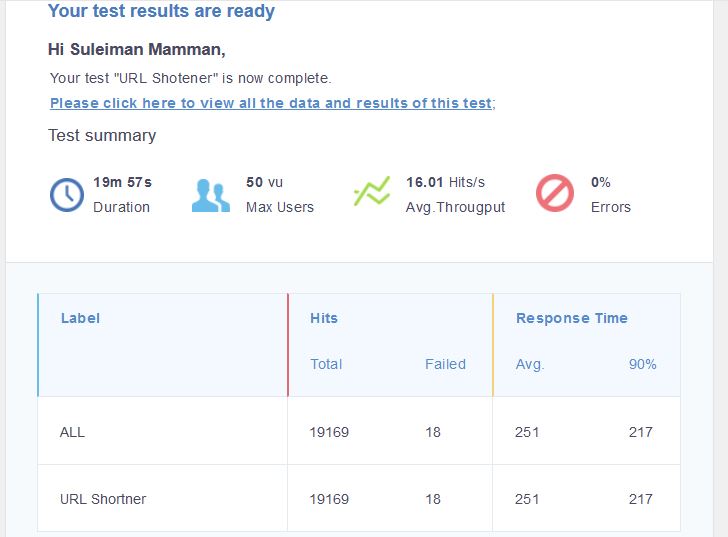 Your test results are ready
Hi Suleiman Mamman,
Your test "URL Shotener" is now complete.
Please click here to view all the data and results of this test;
Test summary
19m 57s 50 vu 16.01 Hits/s 0%
Duration Max Users Avg.Througput Errors
Label Hits Response Time
Total Failed Avg. 90%
ALL 19169 18 251 217
URL Shortner 19169 18 251 217